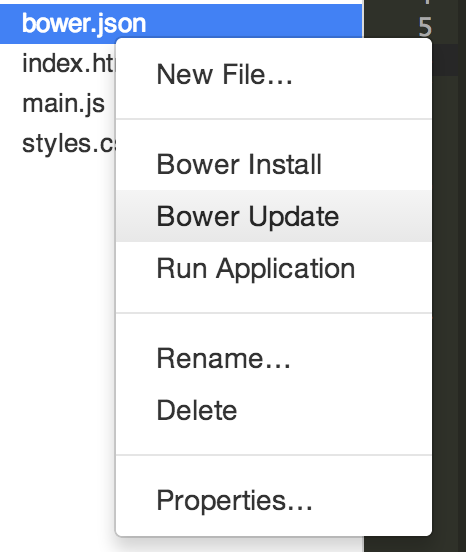 bower.json
5
index.ht
main.js
styles.c
New File…
Bower Install
Bower Update
Run Application
Rename…
Delete
Properties…